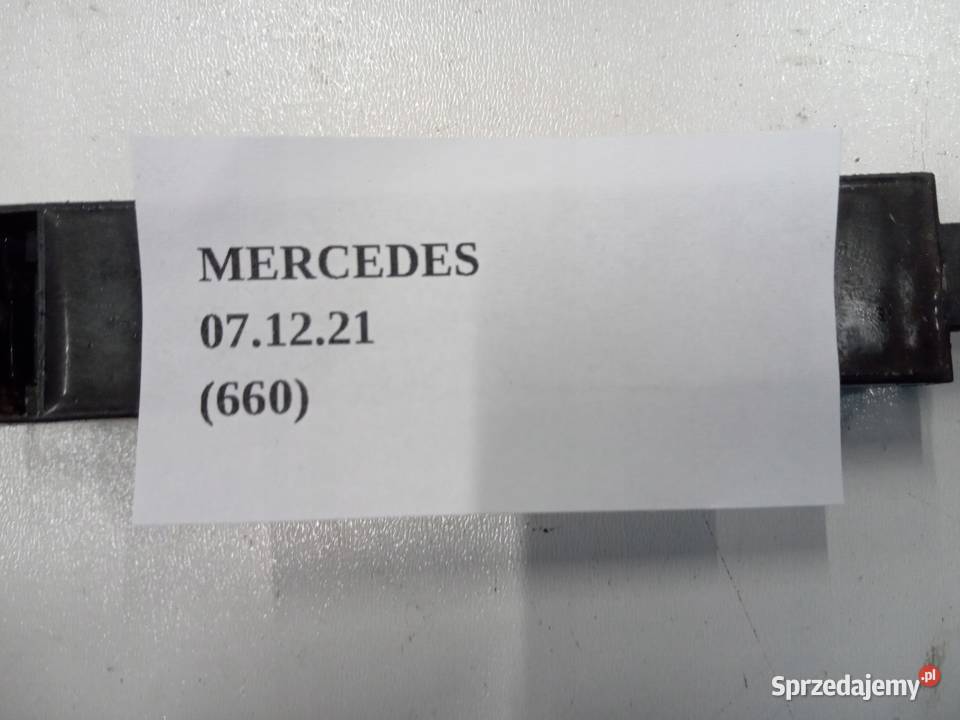 MERCEDES
07.12.21
(660)
Sprzedajemy.pl